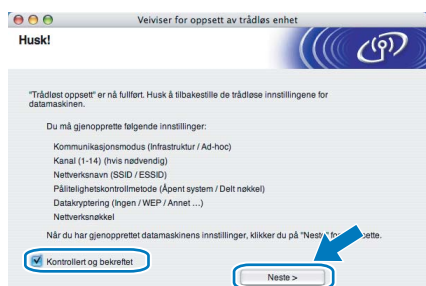 Veiviser for oppsett av trådløs enhet
Husk!
"Trådløst oppsett" er nå fullført. Husk å tilbakestille de trådløse innstillingene for
datamaskinen.
Du må gjenopprette følgende innstillinger:
Kommunikasjonsmodus (Infrastruktur / Ad-hoc)
Kanal (1-14) (hvis nødvendig)
Nettverksnavn (SSID / ESSID)
Pålitelighetskontrollmetode (Åpent system / Delt nøkkel)
Datakryptering (Ingen / WEP / Annet ...)
Nettverksnøkkel
Når du har gjenopprettet datamaskinens innstillinger, klikker du på "Neste"
Kontrollert og bekreftet
Neste >